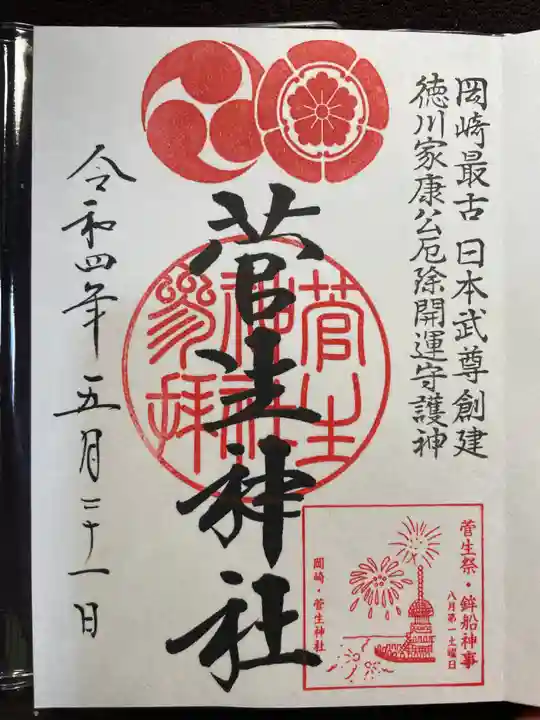 岡崎最古 日本武尊創建
徳川家康公厄除開運守護神
菅生神社
菅生
神社
参拝
令和四年五月二十一日
菅生祭・鉾船神事
八月第一土曜日
岡崎・菅生神社